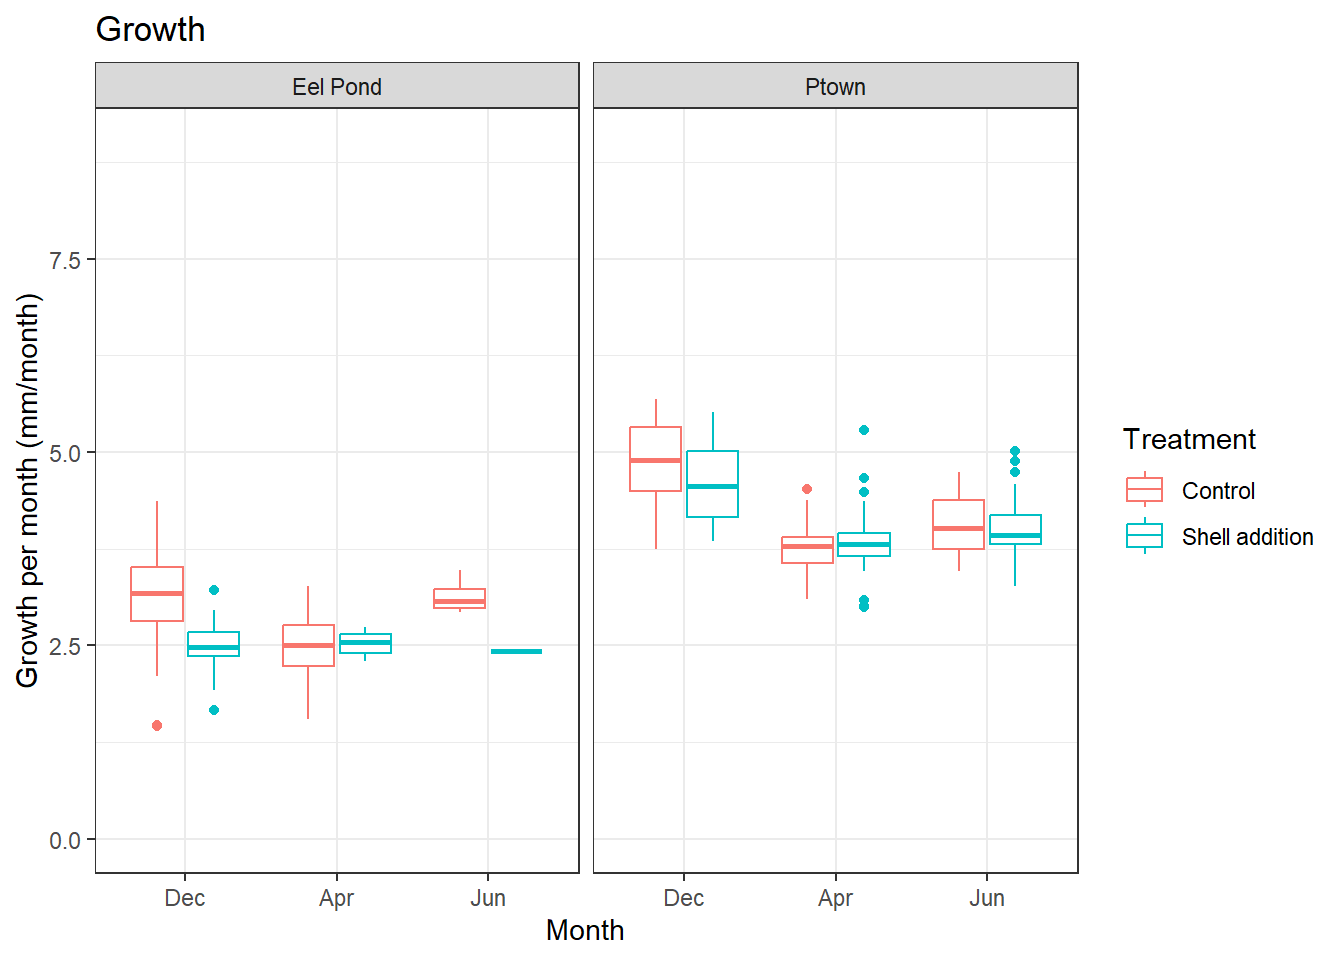 Growth
Eel Pond
Ptown
Growth per month (mm/month)
7.5
5.0
2.5
0.0
Dec
Apr
Jun
Dec
Apr
Jun
Month
Treatment
Control
Shell addition